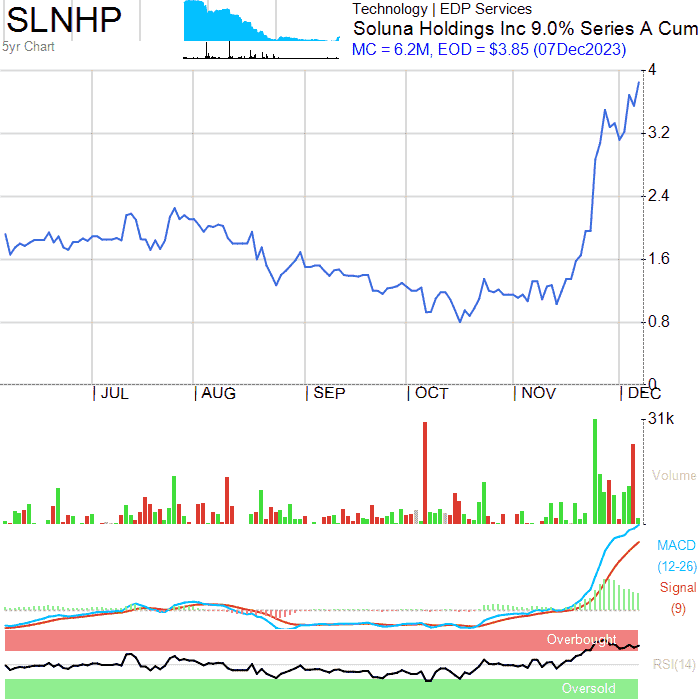 SLNHP
5yr Chart
Technology | EDP Services
Soluna Holdings Inc 9.0% Series A Cum
MC = 6.2M, EOD = $3.85 (07Dec2023)
4
3.2
2.4
1.6
0.8
0
JUL AUG SEP OCT NOV DEC
31k
Volume
MACD
(12-26)
Signal
(9)
Overbought
RSI(14)
Oversold